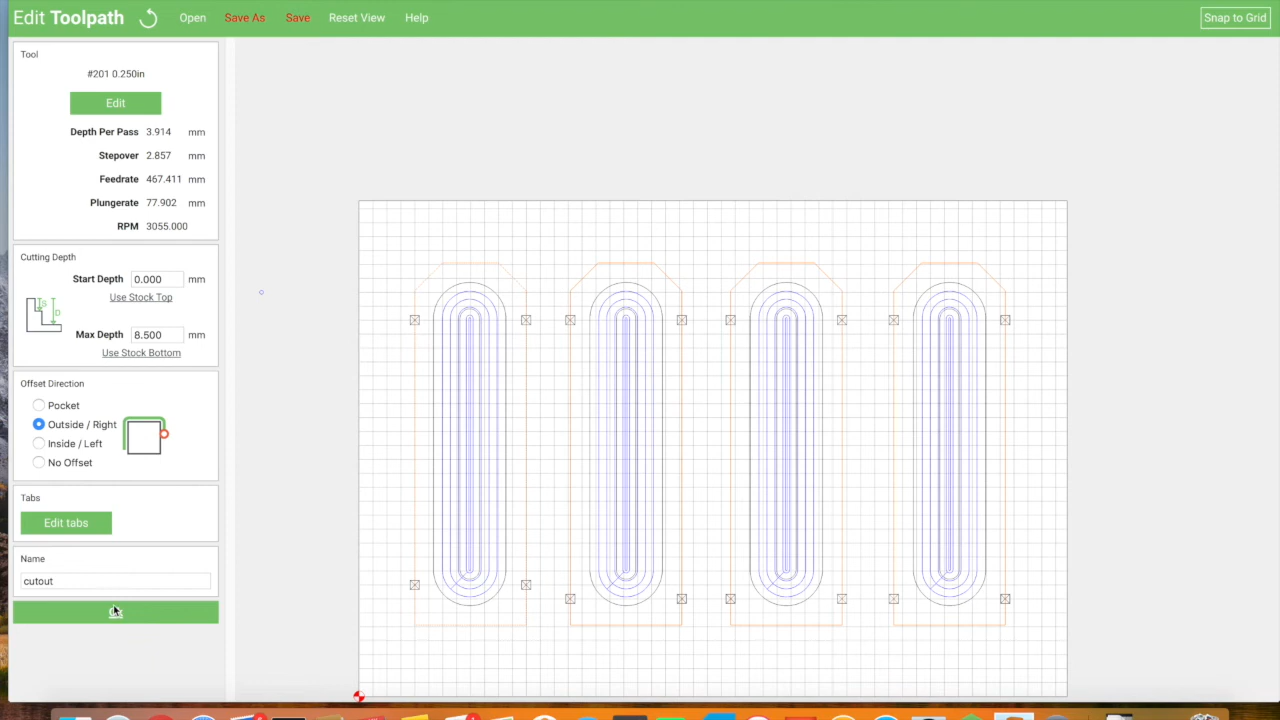 Edit Toolpath Open Save As Save Reset View Help Snap to Grid
Tool
#201 0.250in
Edit
Depth Per Pass 3.914 mm
Stepover 2.857 mm
Feedrate 467.411 mm
Plungerate 77.902 mm
RPM 3055.000
Cutting Depth
Start Depth 0.000 mm
Use Stock Top
S
D
Max Depth 8.500 mm
Use Stock Bottom
Offset Direction
Pocket
Outside / Right
Inside / Left
No Offset
Tabs
Edit tabs
Name
cutout